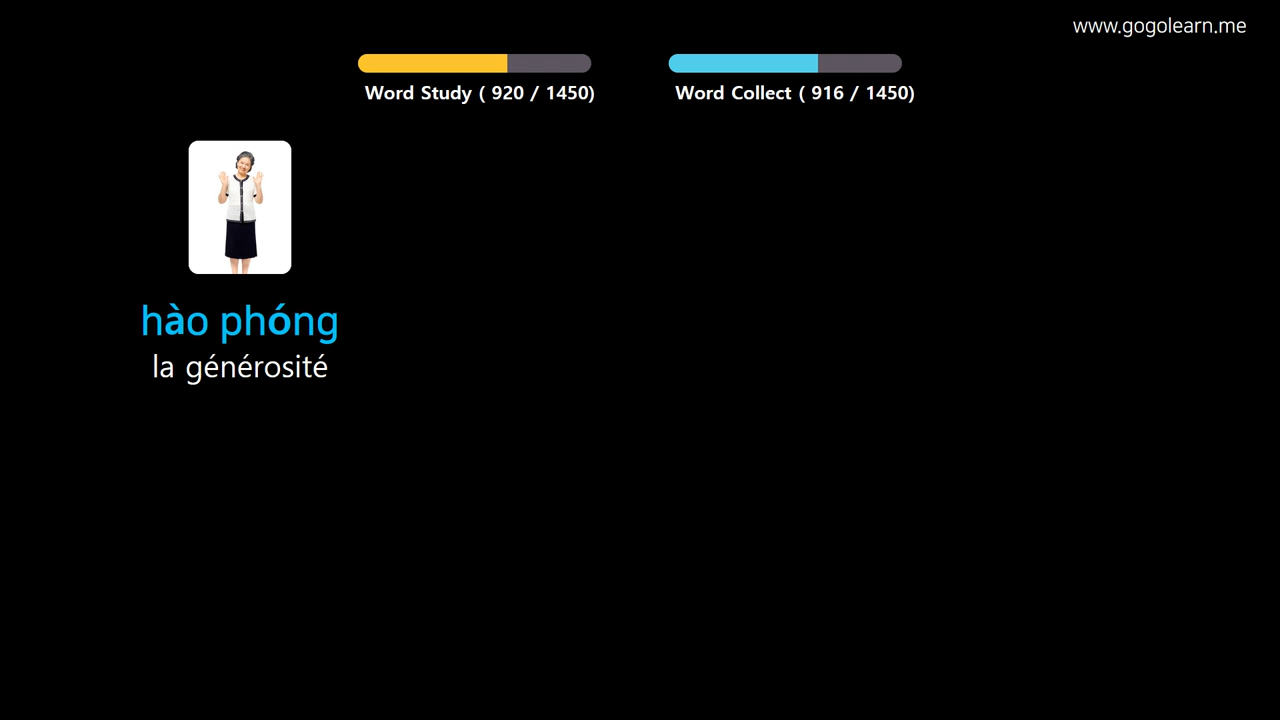 www.gogolearn.me
Word Study ( 920 / 1450)
Word Collect ( 916 / 1450)
hào phóng
la générosité